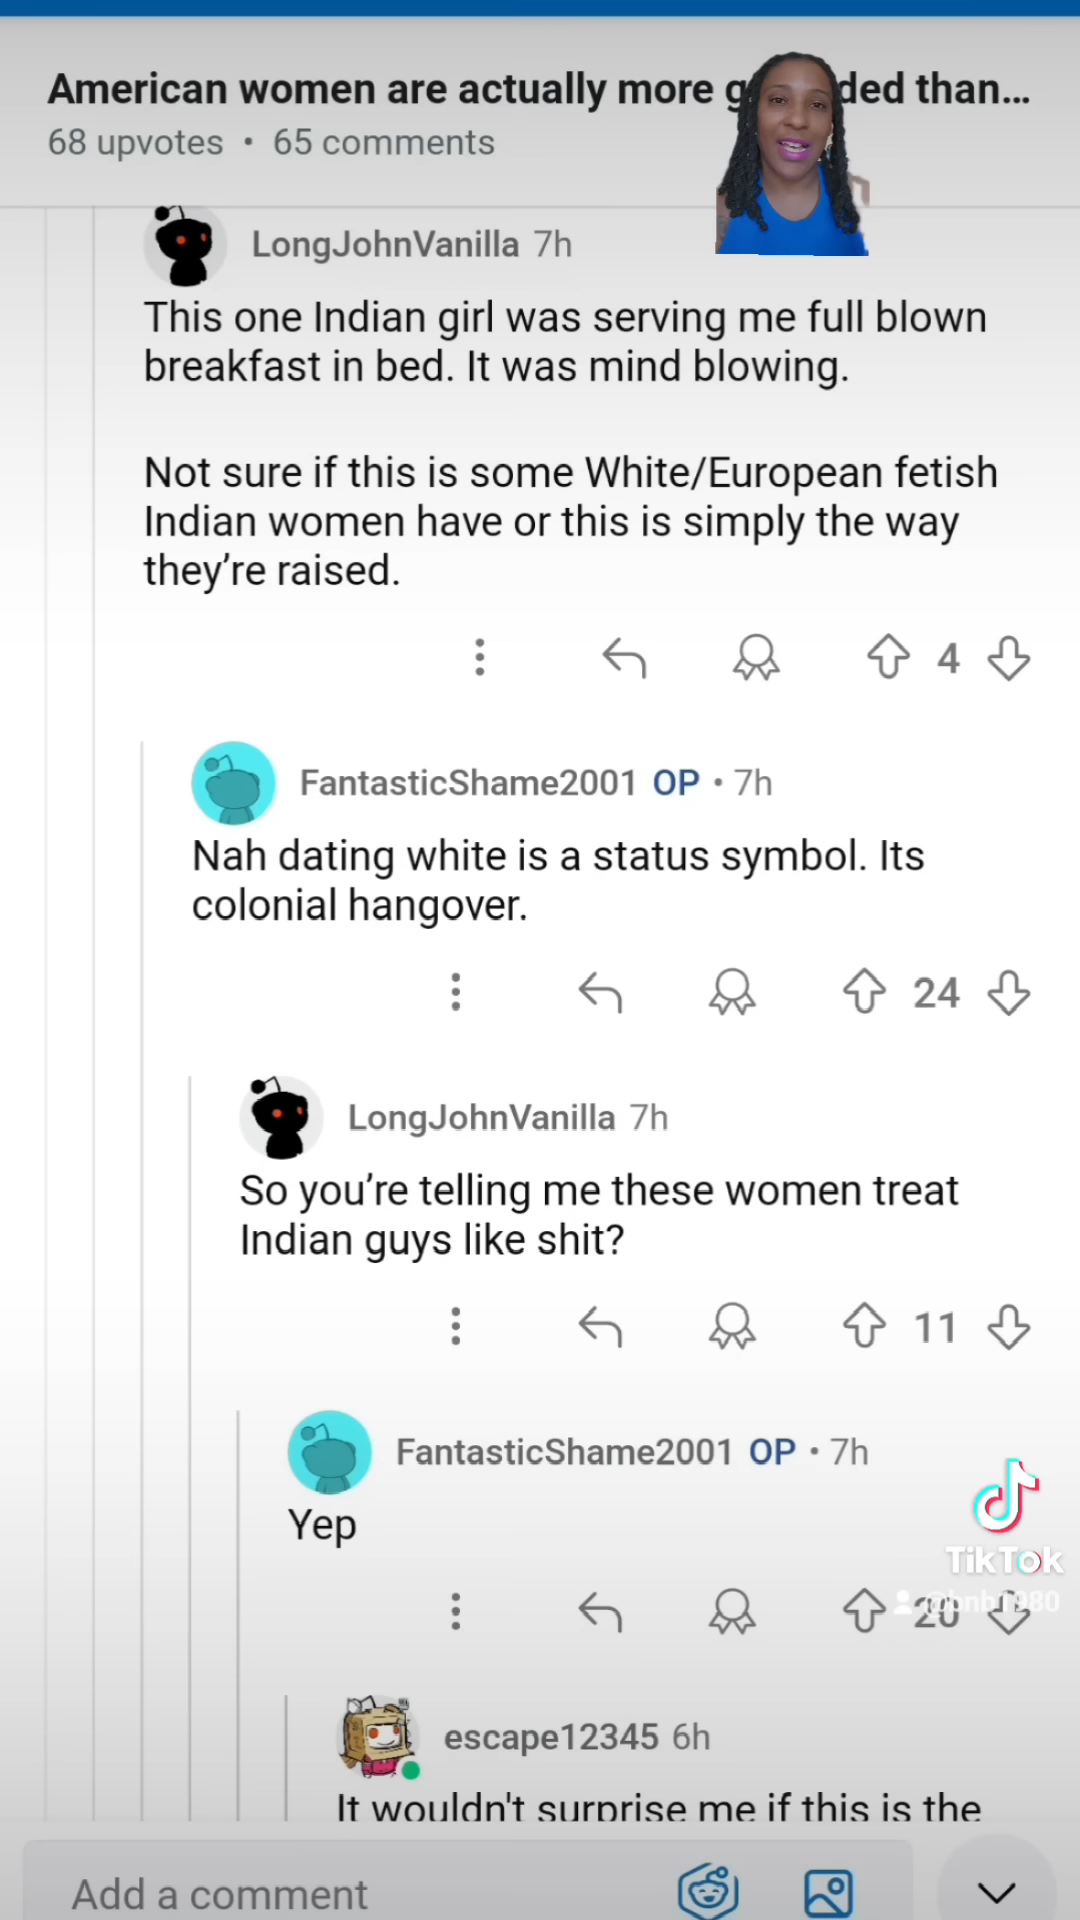 American women are actually more g ded than...
68 upvotes • 65 comments
LongJohnVanilla 7h
This one Indian girl was serving me full blown
breakfast in bed. It was mind blowing.
Not sure if this is some White/European fetish
Indian women have or this is simply the way
they're raised.
4
FantasticShame2001 OP • 7h
Nah dating white is a status symbol. Its
colonial hangover.
24
LongJohnVanilla 7h
So you're telling me these women treat
Indian guys like shit?
11
FantasticShame2001 OP • 7h
Yep
20
TikTok
@bnb1980
escape12345 6h
It wouldn't surprise me if this is the
Add a comment